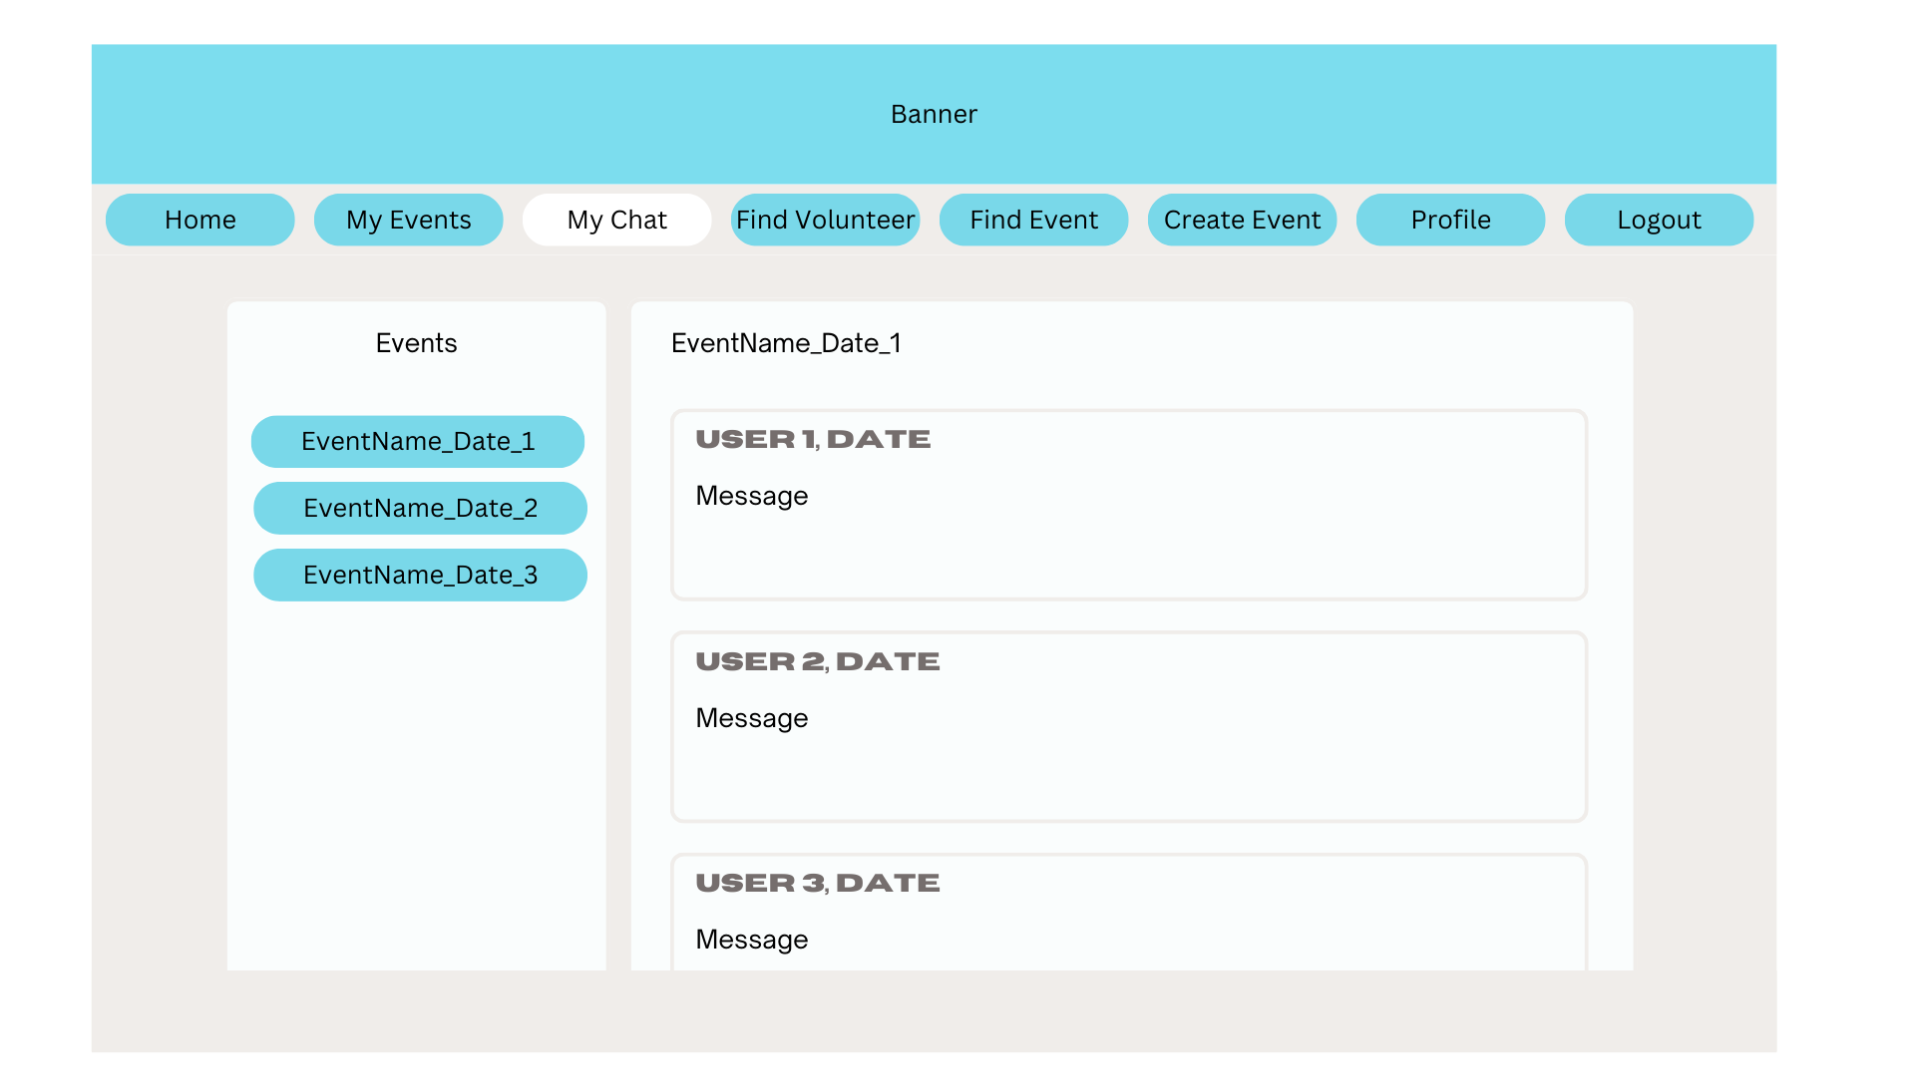 Banner
Home
My Events
My Chat
Find Volunteer
Find Event
Create Event
Profile
Logout
Events
EventName_Date_1
EventName_Date_2
EventName_Date_3
EventName_Date_1
USER 1, DATE
Message
USER 2, DATE
Message
USER 3, DATE
Message